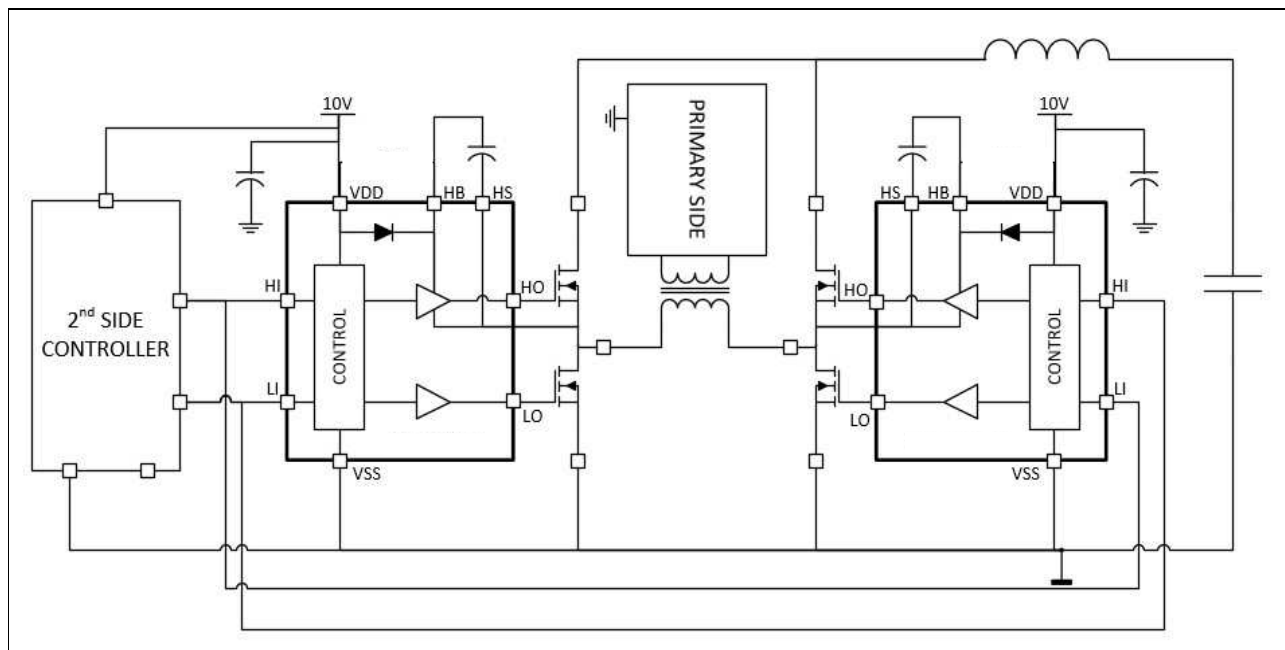 10V
VDD
HB
HS
HI
HO
LI
LO
VSS
CONTROL
2nd SIDE
CONTROLLER
PRIMARY SIDE
10V
HS
HB
VDD
HO
HI
LO
LI
VSS
CONTROL